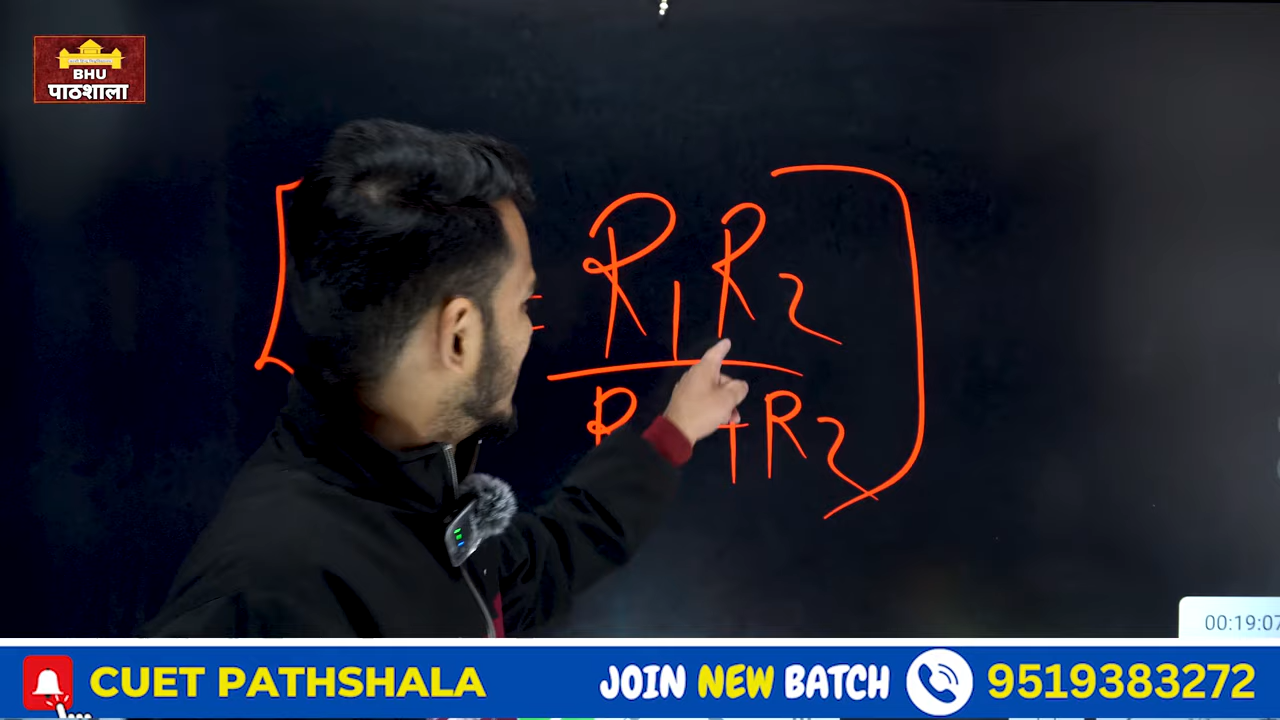 BHU
पाठशाला
= R1R2
R +R2
00:19:07
CUET PATHSHALA
JOIN NEW BATCH
9519383272